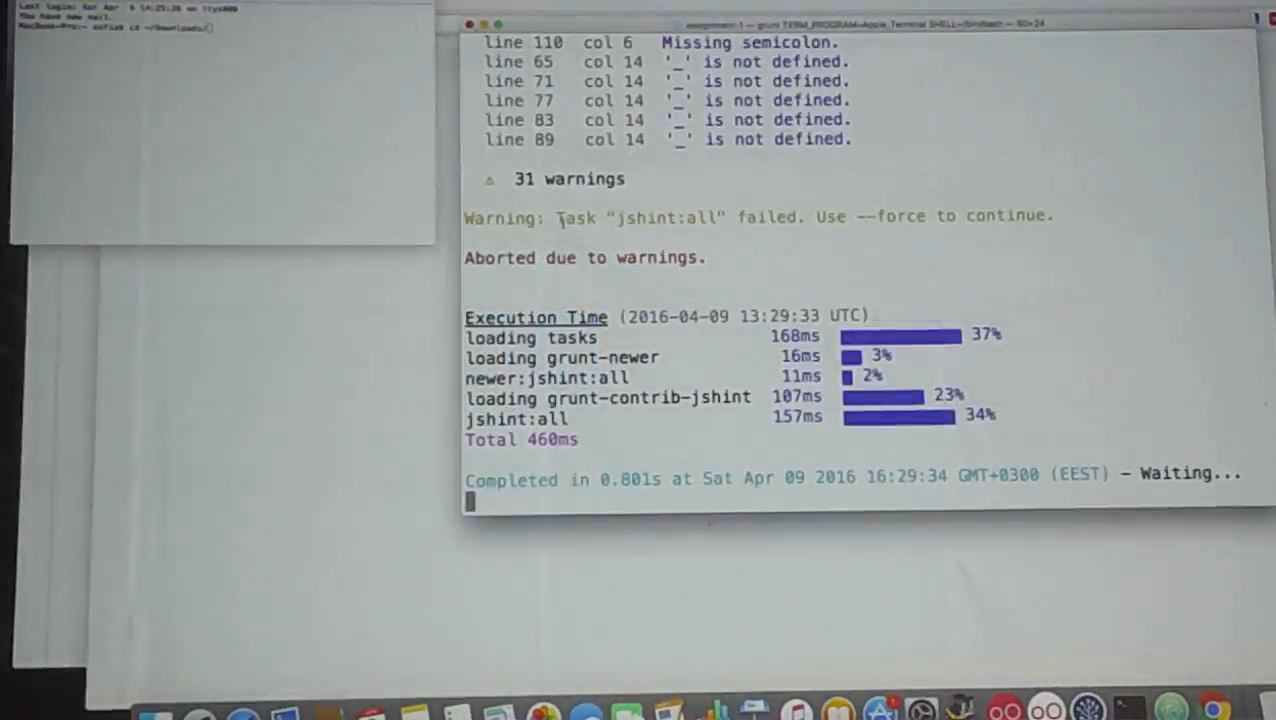 You have new mail.
line 110 col 6 Missing semicolon.
line 65 col 14 '_' is not defined.
line 71 col 14 '_' is not defined.
line 77 col 14 '_' is not defined.
line 83 col 14 '_' is not defined.
line 89 col 14 '_' is not defined.
⚠ 31 warnings
Warning: Task "jshint:all" failed. Use --force to continue.
Aborted due to warnings.
Execution Time (2016-04-09 13:29:33 UTC)
loading tasks 168ms 37%
loading grunt-newer 16ms 3%
newer:jshint:all 11ms 2%
loading grunt-contrib-jshint 107ms 23%
jshint:all 157ms 34%
Total 460ms
Completed in 0.801s at Sat Apr 09 2016 16:29:34 GMT+0300 (EEST) - Waiting...